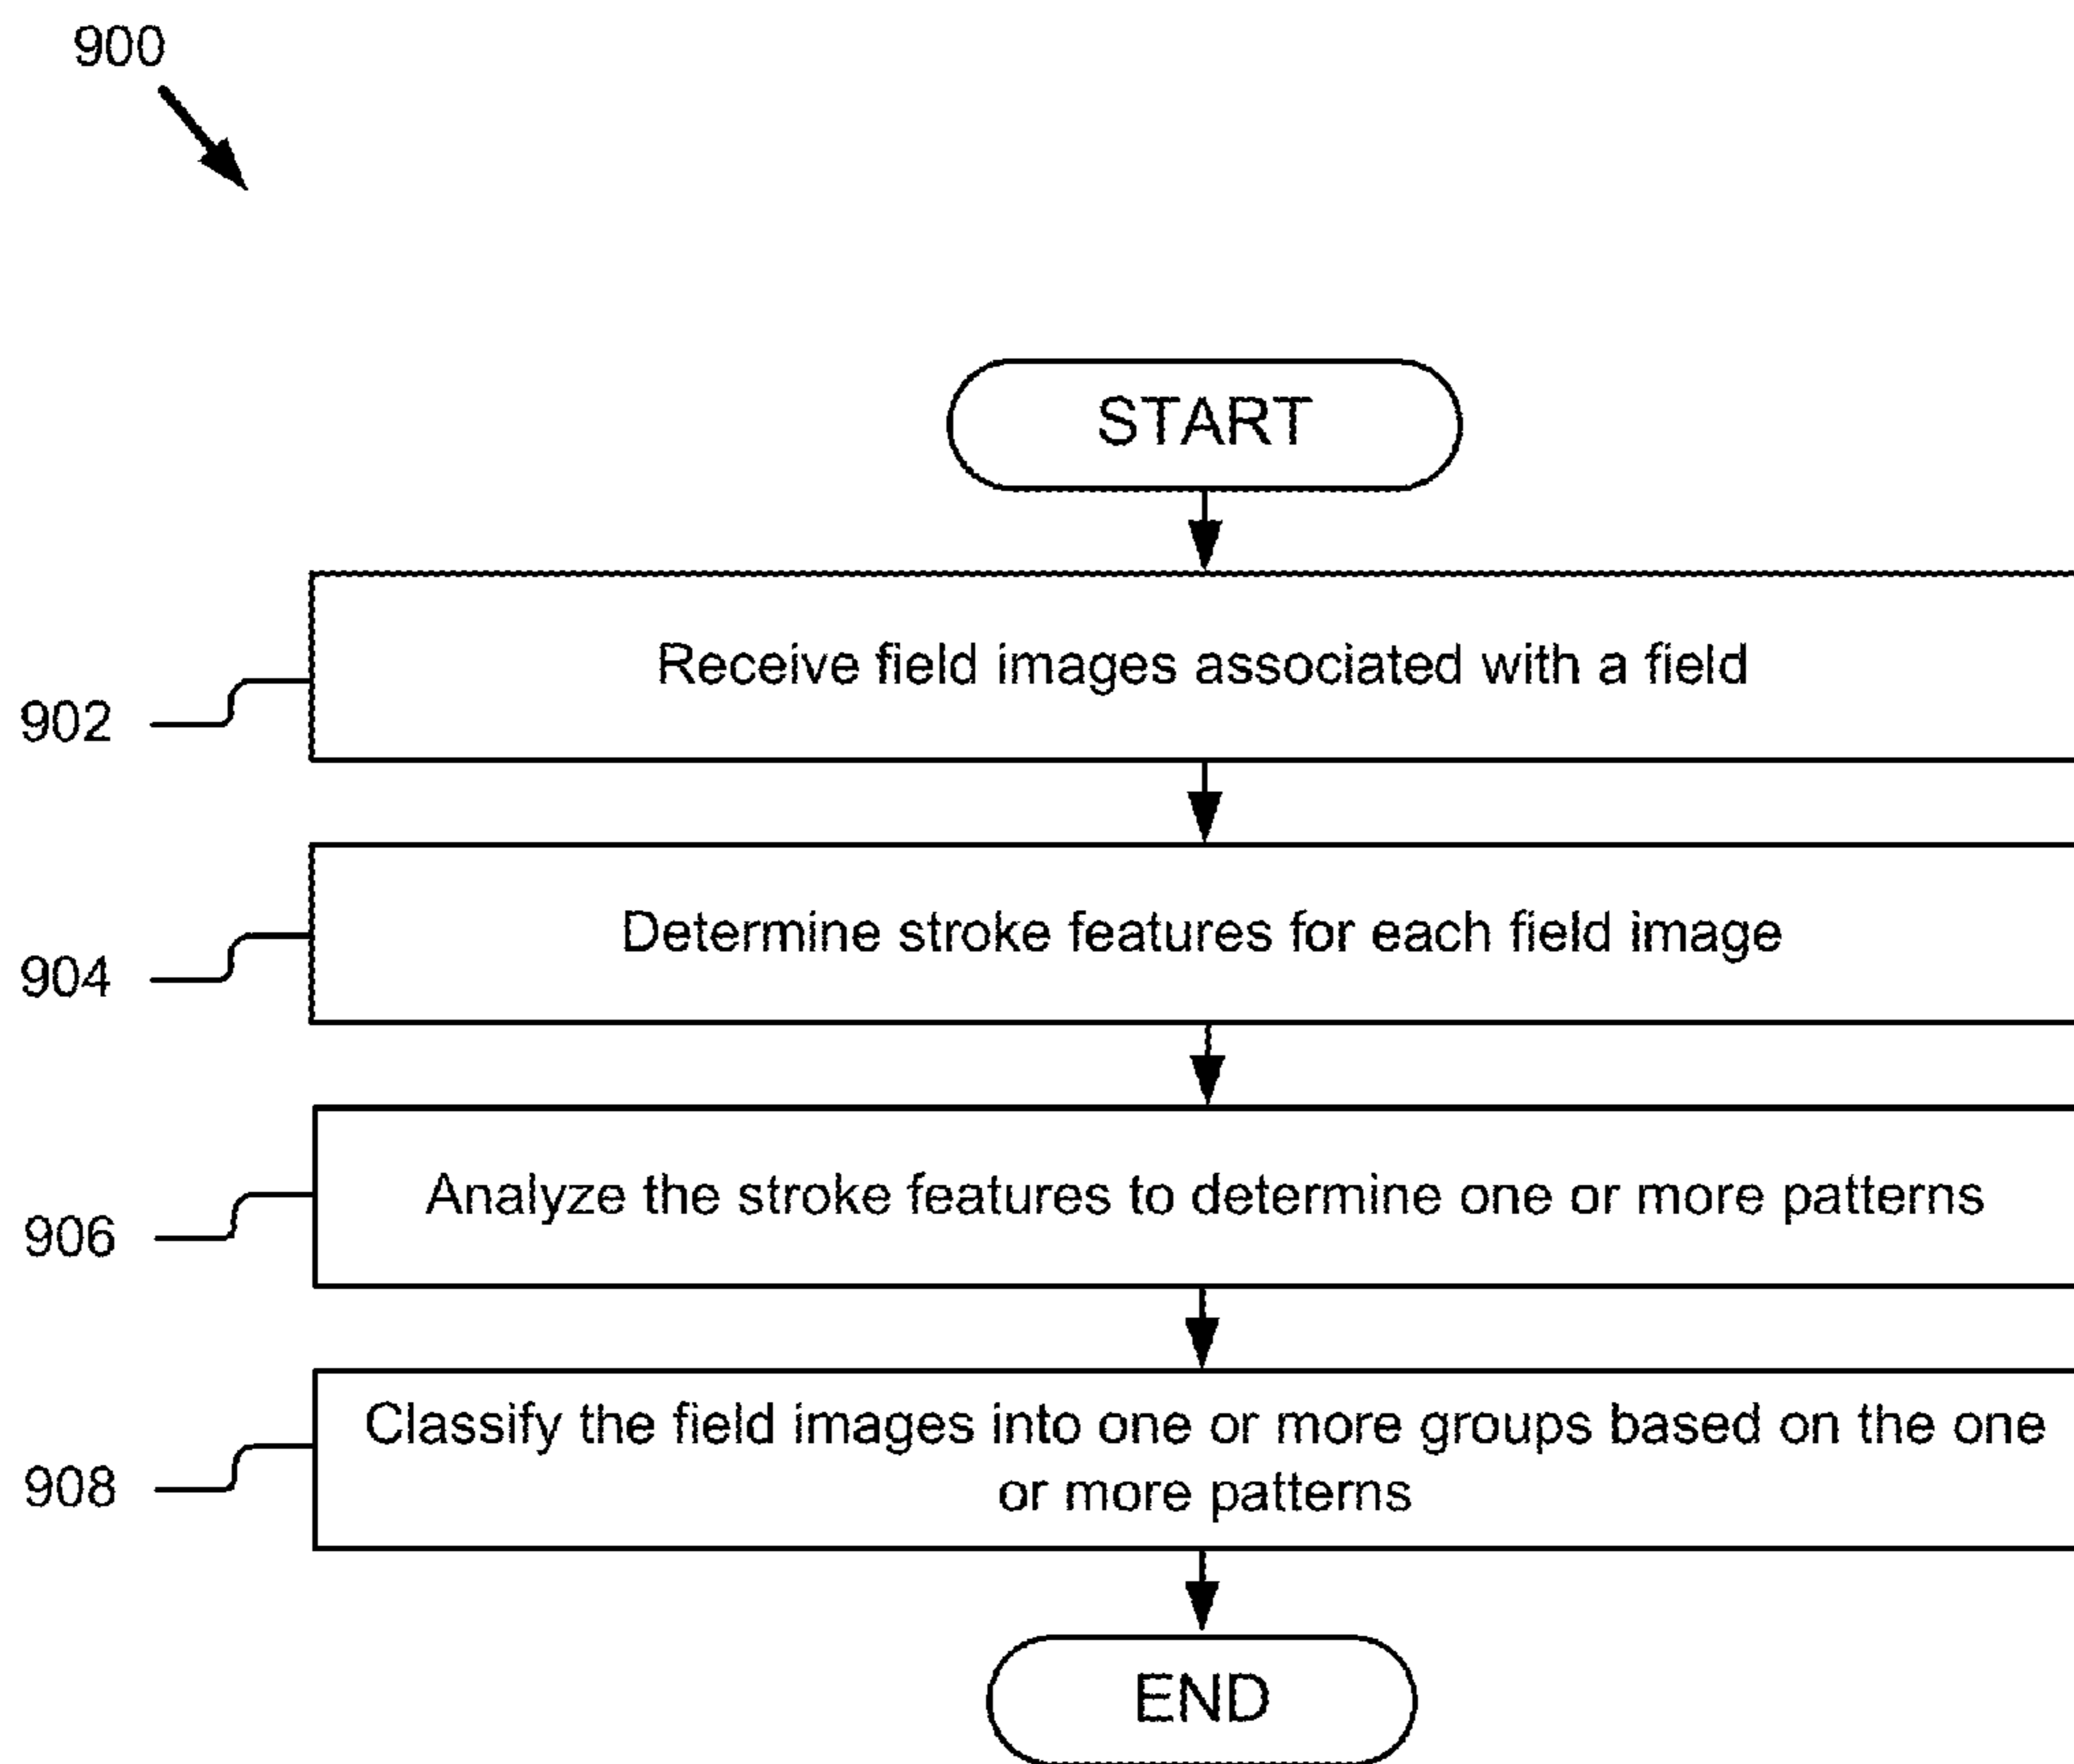 900
START
Receive field images associated with a field
902
Determine stroke features for each field image
904
Analyze the stroke features to determine one or more patterns
906
Classify the field images into one or more groups based on the one
or more patterns
908
END